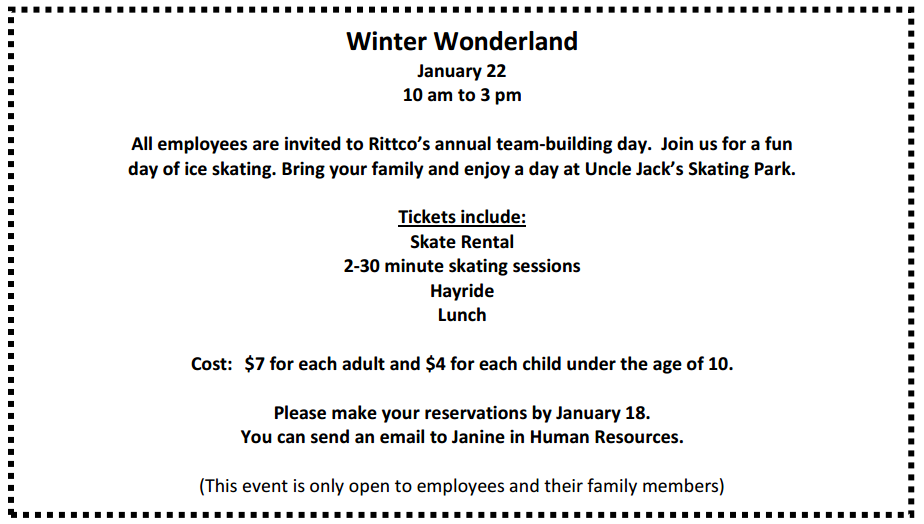 Winter Wonderland
January 22
10 am to 3 pm
All employees are invited to Rittco’s annual team-building day.  Join us for a fun
day of ice skating. Bring your family and enjoy a day at Uncle Jack’s Skating Park.
Tickets include:
Skate Rental
2-30 minute skating sessions
Hayride
Lunch
Cost:  $7 for each adult and $4 for each child under the age of 10.
Please make your reservations by January 18.
You can send an email to Janine in Human Resources.
(This event is only open to employees and their family members)